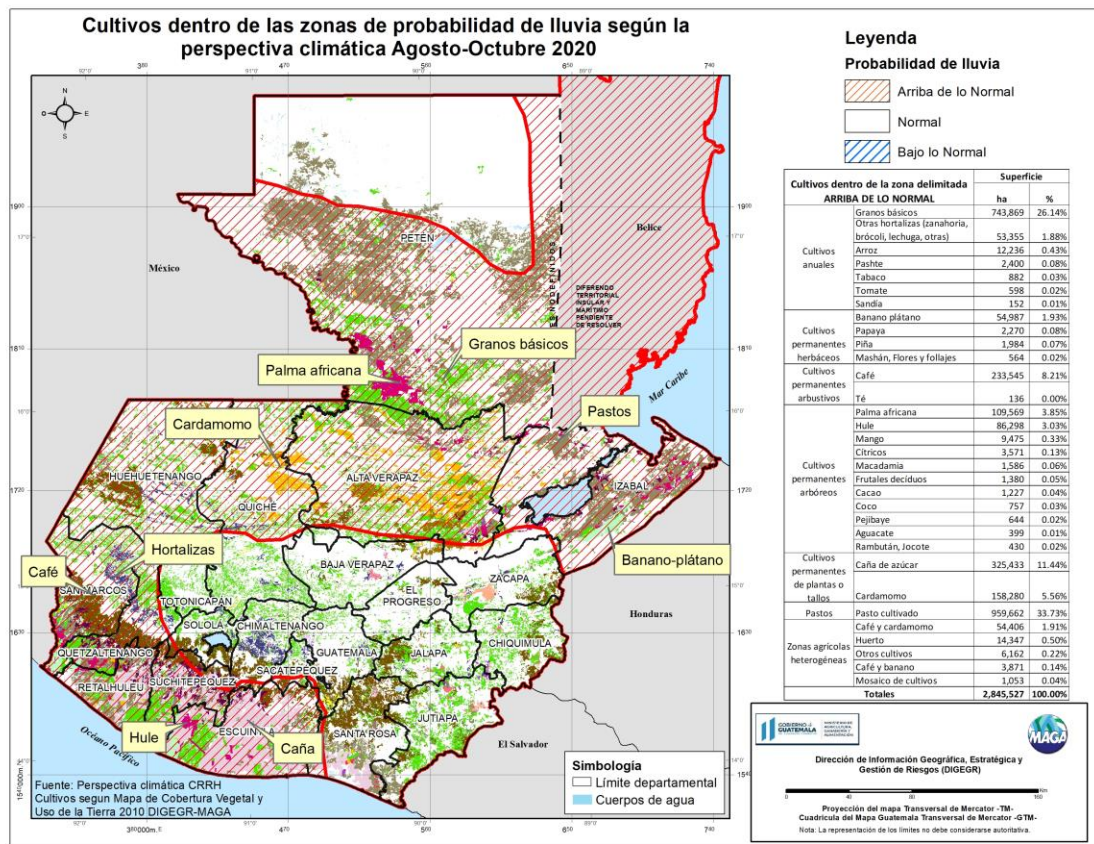 Cultivos dentro de las zonas de probabilidad de lluvia según la
perspectiva climática Agosto-Octubre 2020
Leyenda
Probabilidad de lluvia
Arriba de lo Normal
Normal
Bajo lo Normal
Cultivos dentro de la zona delimitada
ARRIBA DE LO NORMAL
Superficie
ha %
Cultivos anuales
Granos básicos 743,869 26.14%
Otras hortalizas (zanahoria,
brócoli, lechuga, otras) 53,355 1.88%
Arroz 12,236 0.43%
Pashte 2,400 0.08%
Tabaco 882 0.03%
Tomate 598 0.02%
Sandía 152 0.01%
Cultivos permanentes herbáceos
Banano plátano 54,987 1.93%
Papaya 2,270 0.08%
Piña 1,984 0.07%
Mashán, Flores y follajes 564 0.02%
Cultivos permanentes arbustivos
Café 233,545 8.21%
Té 136 0.00%
Cultivos permanentes arbóreos
Palma africana 109,569 3.85%
Hule 86,298 3.03%
Mango 9,475 0.33%
Cítricos 3,571 0.13%
Macadamia 1,586 0.06%
Frutales decíduos 1,380 0.05%
Cacao 1,227 0.04%
Coco 757 0.03%
Pejibaye 644 0.02%
Aguacate 399 0.01%
Rambután, Jocote 430 0.02%
Cultivos permanentes de plantas o tallos
Caña de azúcar 325,433 11.44%
Cardamomo 158,280 5.56%
Pastos
Pasto cultivado 959,662 33.73%
Zonas agrícolas heterogéneas
Café y cardamomo 54,406 1.91%
Huerto 14,347 0.50%
Otros cultivos 6,162 0.22%
Café y banano 3,871 0.14%
Mosaico de cultivos 1,053 0.04%
Totales 2,845,527 100.00%
N
O E
S
México
PETÉN
Belice
DIFERENDO
TERRITORIAL
INSULAR Y
MARÍTIMO
PENDIENTE
DE RESOLVER
Mar Caribe
Granos básicos
Palma africana
Pastos
Cardamomo
HUEHUETENANGO
QUICHÉ
ALTA VERAPAZ
IZABAL
Hortalizas
Banano-plátano
Café
BAJA VERAPAZ
ZACAPA
SAN MARCOS
TOTONICAPAN
EL
PROGRESO
Honduras
SOLOLA
CHIMALTENANGO
CHIQUIMULA
QUETZALTENANGO
GUATEMALA
JALAPA
SACATEPÉQUEZ
RETALHULEU
SUCHITEPÉQUEZ
JUTIAPA
ESCUINTLA
SANTA ROSA
Hule
Caña
Océano Pacífico
El Salvador
Simbología
Límite departamental
Cuerpos de agua
Fuente: Perspectiva climática CRRH
Cultivos segun Mapa de Cobertura Vegetal y
Uso de la Tierra 2010 DIGEGR-MAGA
GOBIERNO de
GUATEMALA
MAGA
Dirección de Información Geográfica, Estratégica y
Gestión de Riesgos (DIGEGR)
Proyección del mapa Transversal de Mercator -TM-
Cuadricula del Mapa Guatemala Transversal de Mercator -GTM-
Nota: La representación de los límites no debe considerarse autoritativa.